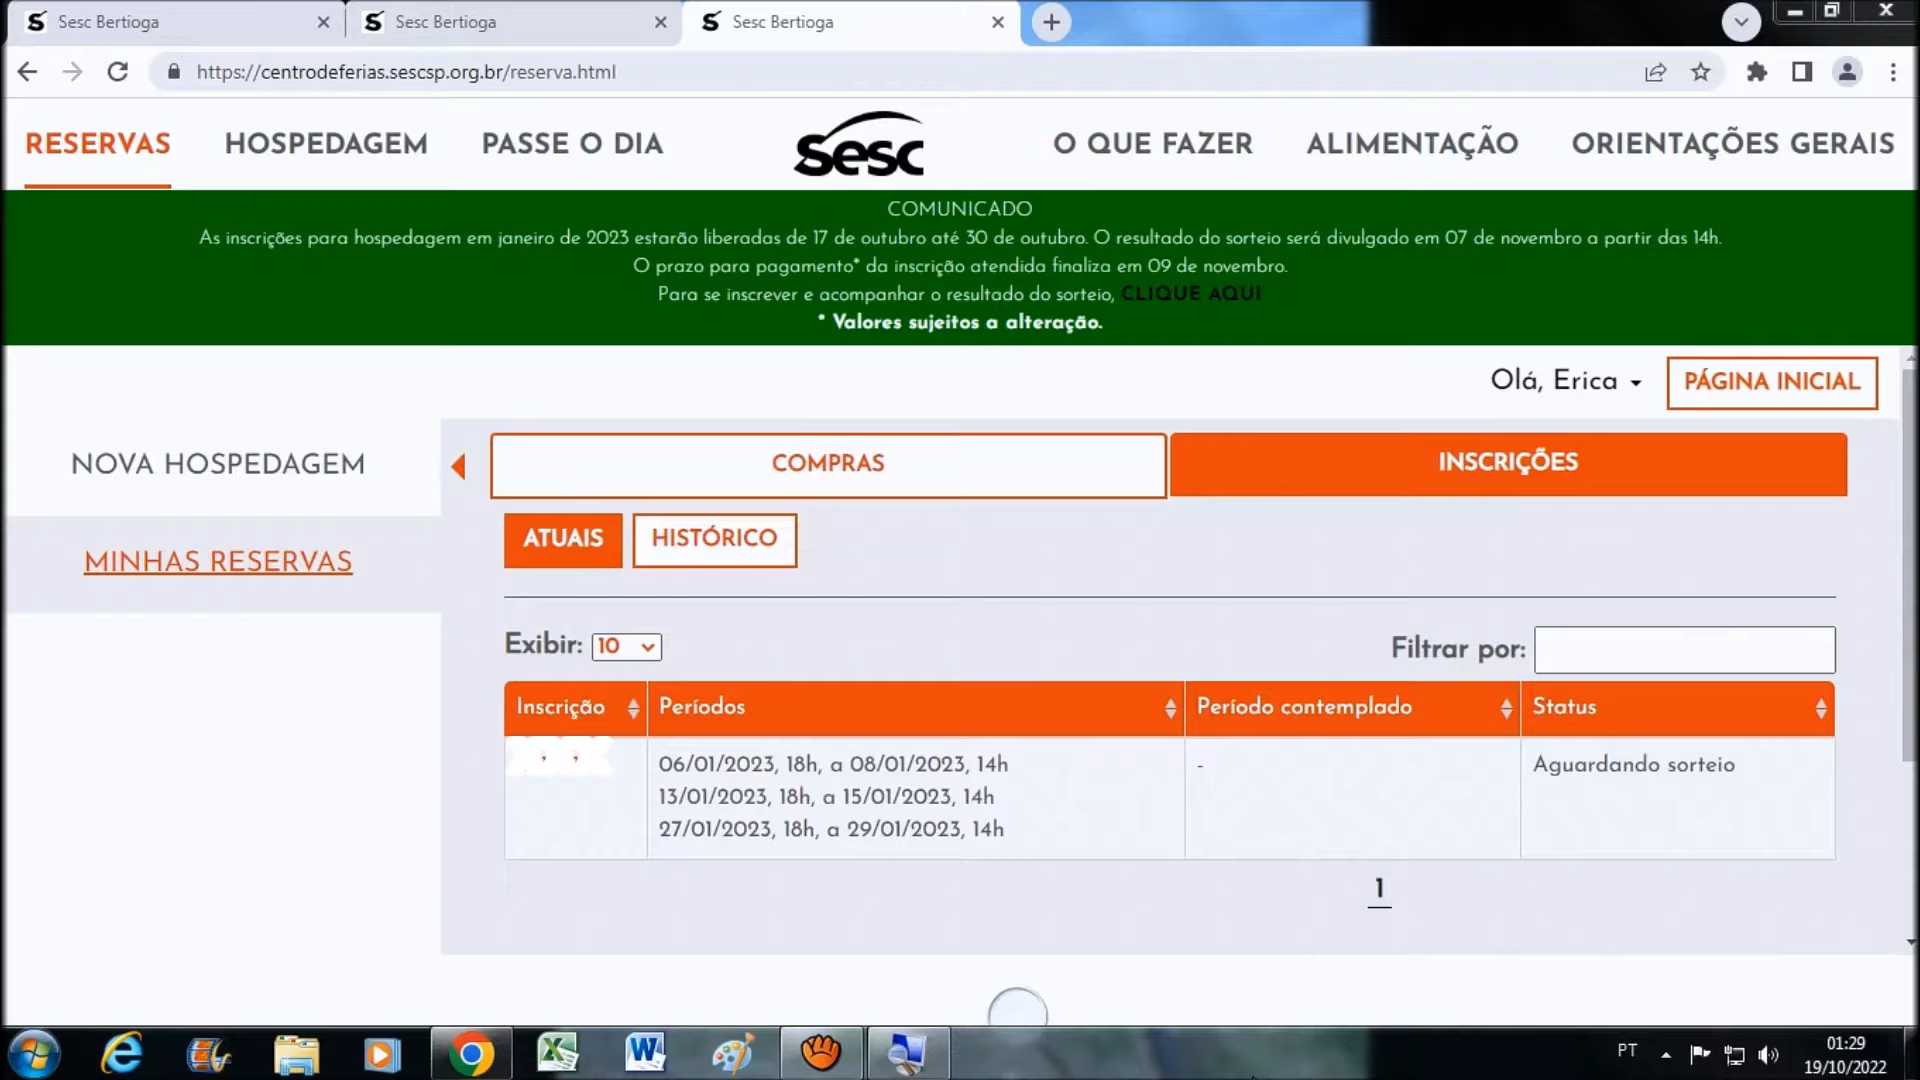 Sesc Bertioga
Sesc Bertioga
Sesc Bertioga
https://centrodeferias.sescsp.org.br/reserva.html
RESERVAS
HOSPEDAGEM
PASSE O DIA
Sesc
O QUE FAZER
ALIMENTAÇÃO
ORIENTAÇÕES GERAIS
COMUNICADO
As inscrições para hospedagem em janeiro de 2023 estarão liberadas de 17 de outubro até 30 de outubro. O resultado do sorteio será divulgado em 07 de novembro a partir das 14h.
O prazo para pagamento* da inscrição atendida finaliza em 09 de novembro.
Para se inscrever e acompanhar o resultado do sorteio, CLIQUE AQUI
* Valores sujeitos a alteração.
Olá, Erica
PÁGINA INICIAL
NOVA HOSPEDAGEM
MINHAS RESERVAS
COMPRAS
INSCRIÇÕES
ATUAIS
HISTÓRICO
Exibir: 10
Filtrar por:
Inscrição
Períodos
Período contemplado
Status
06/01/2023, 18h, a 08/01/2023, 14h
13/01/2023, 18h, a 15/01/2023, 14h
27/01/2023, 18h, a 29/01/2023, 14h
-
Aguardando sorteio
1
PT
01:29
19/10/2022